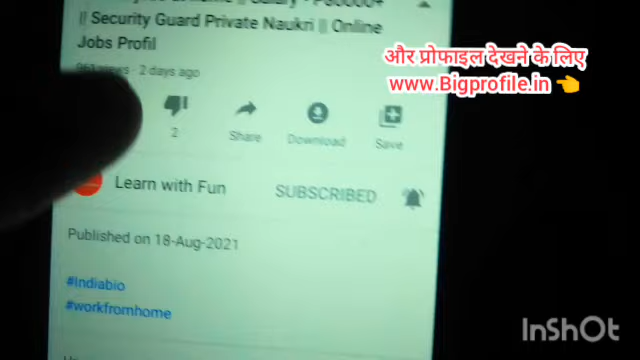 || Security Guard Private Naukri || Online
Jobs Profil
views · 2 days ago
और प्रोफाइल देखने के लिए
www.Bigprofile.in 👈
2
Share
Download
Save
Learn with Fun
SUBSCRIBED
Published on 18-Aug-2021
#Indiabio
#workfromhome
InShOt